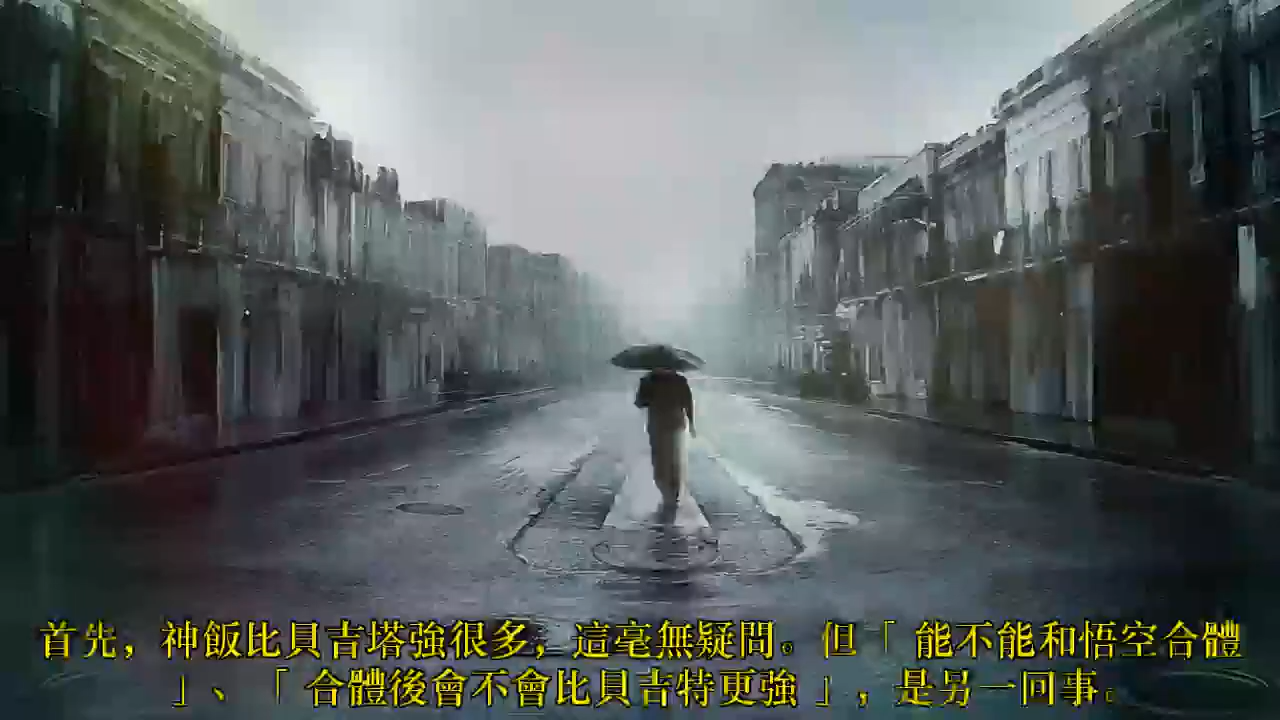 首先，神飯比貝吉塔強很多，這毫無疑問。但「 能不能和悟空合體
」、「 合體後會不會比貝吉特更強 」，是另一回事。